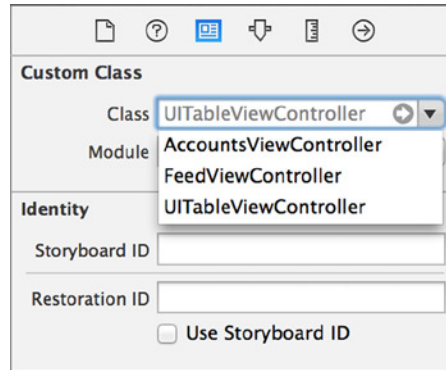 Custom Class
Class UITableViewController
Module AccountsViewController
FeedViewController
Identity UITableViewController
Storyboard ID
Restoration ID
Use Storyboard ID